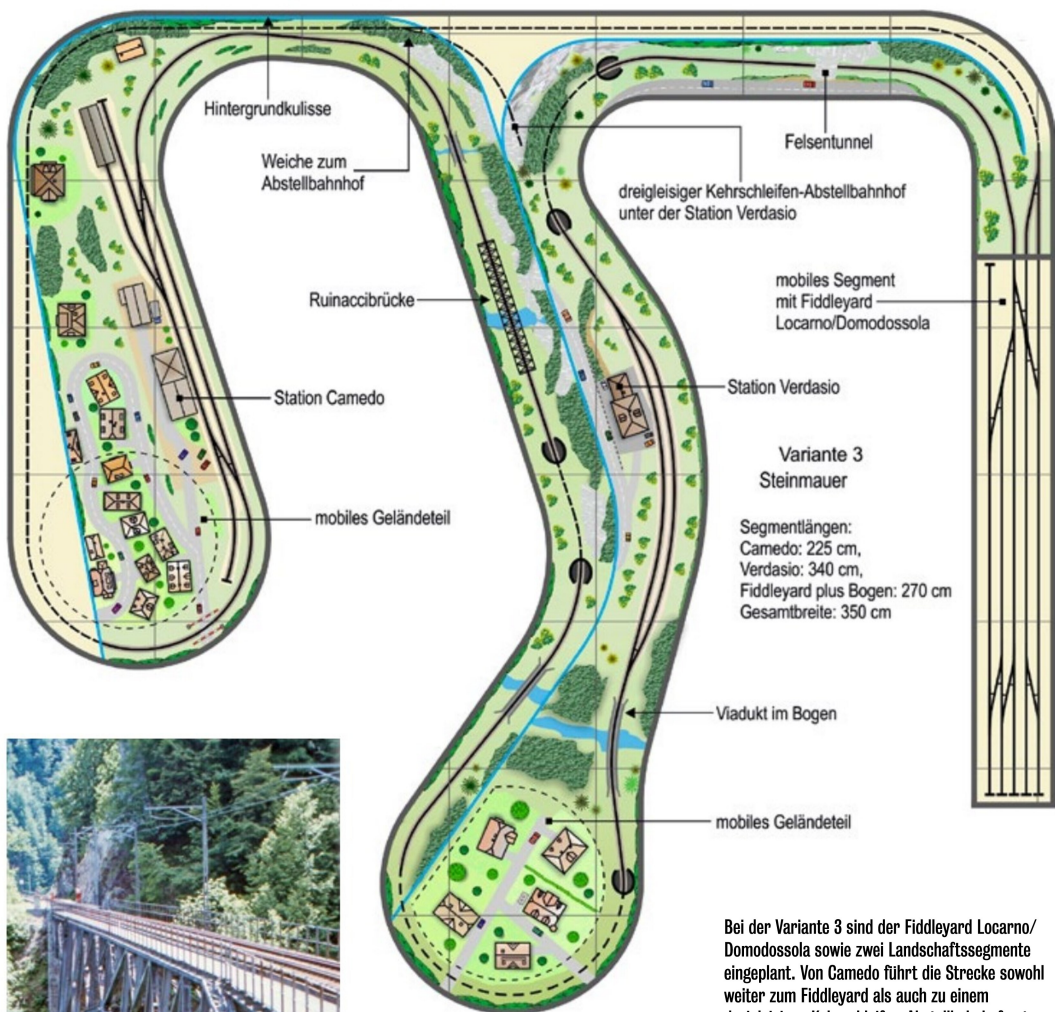 Hintergrundkulisse
Weiche zum
Abstellbahnhof
Felsentunnel
dreigleisiger Kehrschleifen-Abstellbahnhof
unter der Station Verdasio
mobiles Segment
mit Fiddleyard
Locarno/Domodossola
Ruinaccibrücke
Station Camedo
Station Verdasio
Variante 3
Steinmauer
mobiles Geländeteil
Segmentlängen:
Camedo: 225 cm,
Verdasio: 340 cm,
Fiddleyard plus Bogen: 270 cm
Gesamtbreite: 350 cm
Viadukt im Bogen
mobiles Geländeteil
Bei der Variante 3 sind der Fiddleyard Locarno/
Domodossola sowie zwei Landschaftssegmente
eingeplant. Von Camedo führt die Strecke sowohl
weiter zum Fiddleyard als auch zu einem